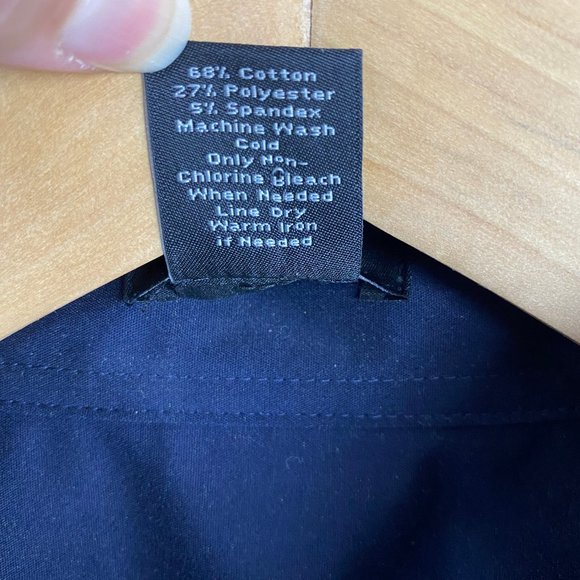 68% Cotton
27% Polyester
5% Spandex
Machine Wash
Cold
Only Non-
Chlorine Bleach
When Needed
Line Dry
Warm Iron
if Needed